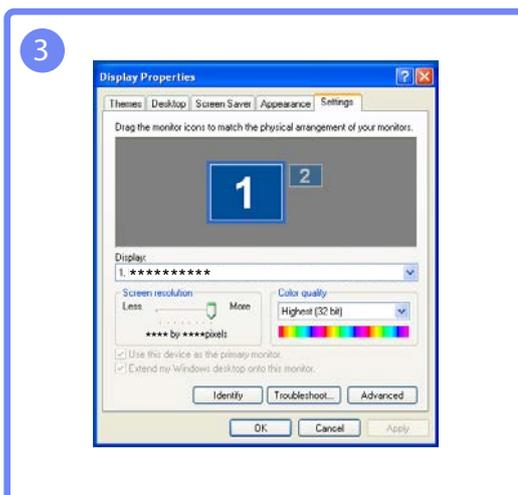 3
Display Properties
Themes Desktop Screen Saver Appearance Settings
Drag the monitor icons to match the physical arrangement of your monitors.
1 2
Display:
1. **********
Screen resolution Color quality
Less More Highest (32 bit)
**** by ****pixels
Use this device as the primary monitor.
Extend my Windows desktop onto this monitor.
Identify Troubleshoot... Advanced
OK Cancel Apply